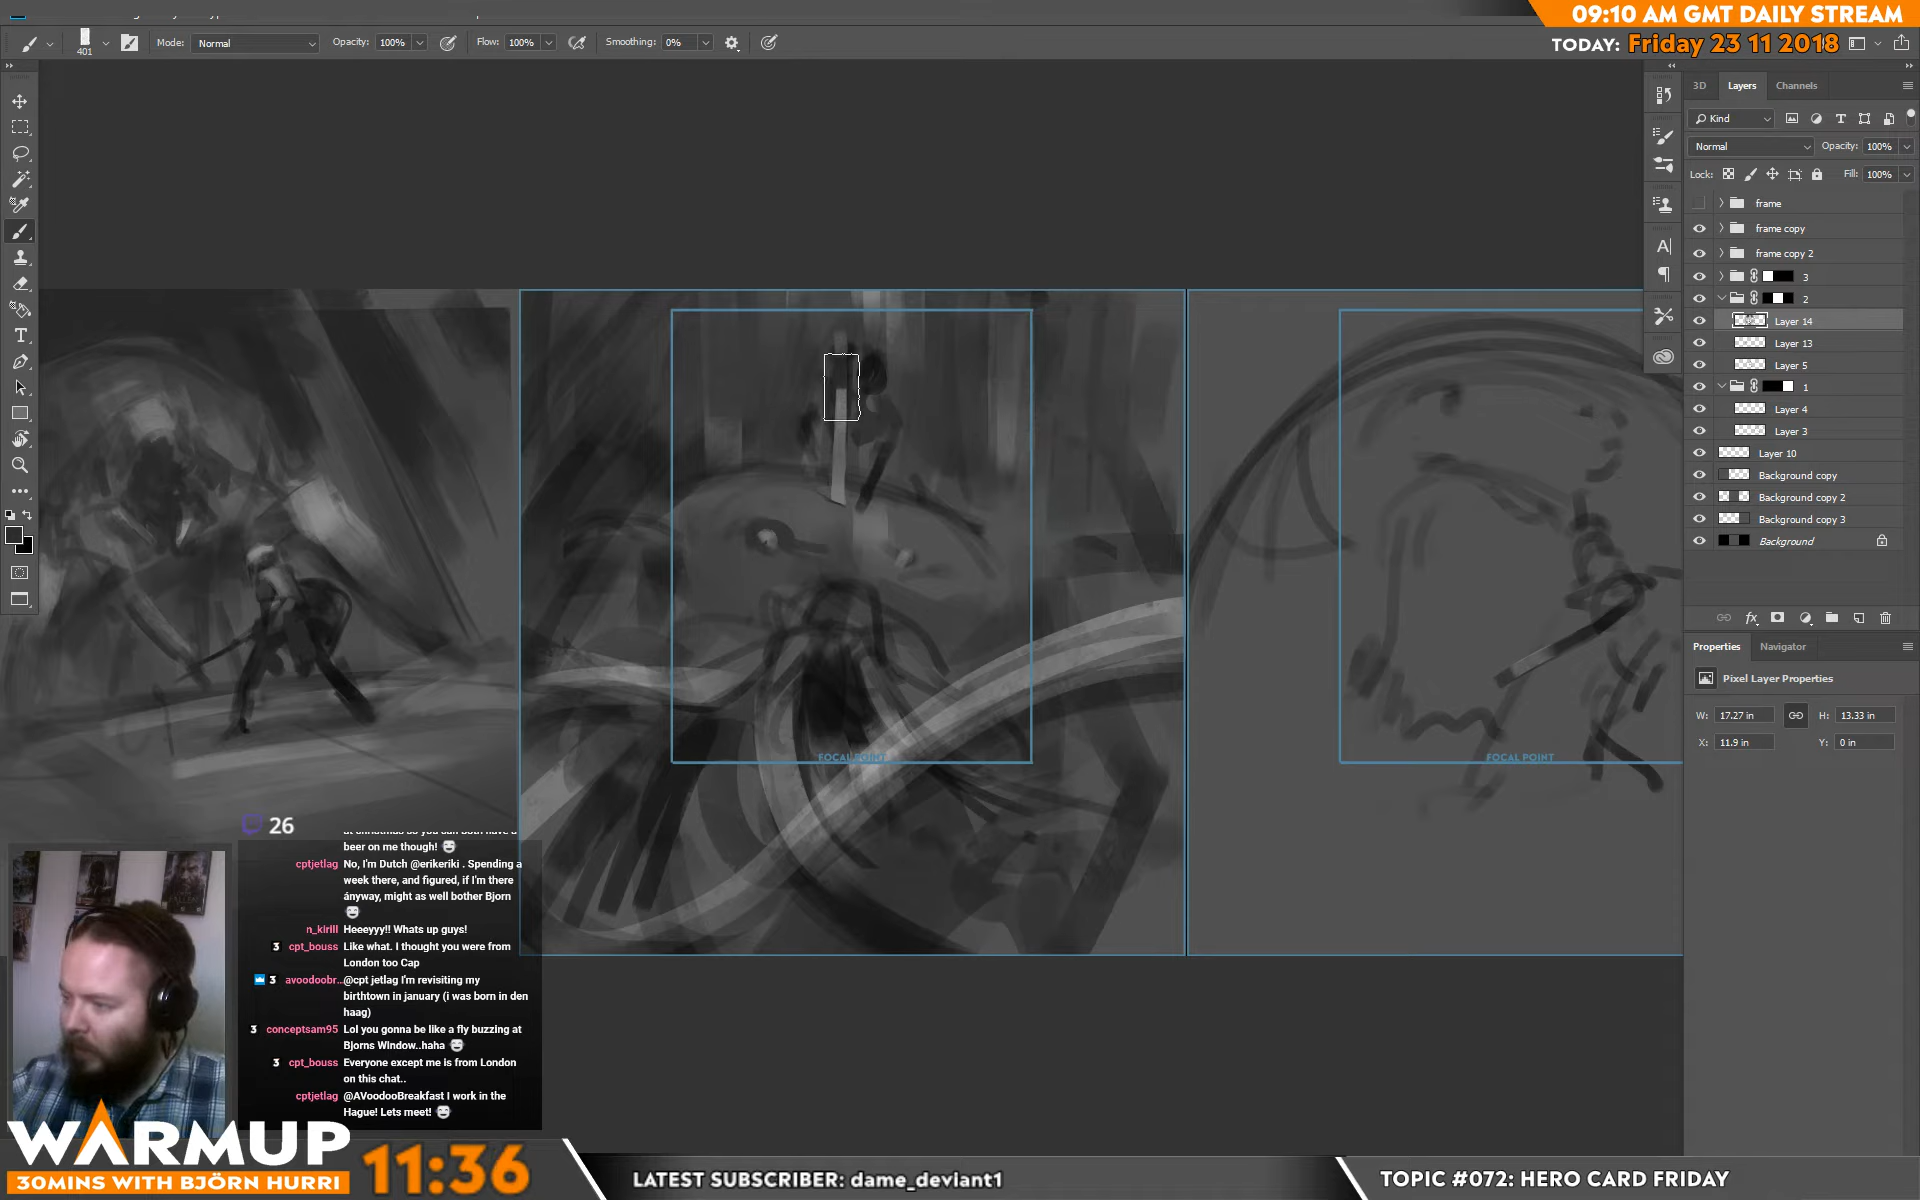 09:10 AM GMT DAILY STREAM
TODAY: Friday 23 11 2018
401
Mode: Normal
Opacity: 100%
Flow: 100%
Smoothing: 0%
3D Layers Channels
Kind
Normal
Opacity: 100%
Lock:
Fill: 100%
frame
frame copy
frame copy 2
3
2
Layer 14
Layer 13
Layer 5
1
Layer 4
Layer 3
Layer 10
Background copy
Background copy 2
Background copy 3
Background
Properties Navigator
Pixel Layer Properties
W: 17.27 in
H: 13.33 in
X: 11.9 in
Y: 0 in
FOCAL POINT
FOCAL POINT
26
beer on me though!
cptjetlag No, I'm Dutch @erikeriki . Spending a
week there, and figured, if I'm there
ányway, might as well bother Bjorn
n_kirill Heeeyyy!! Whats up guys!
3 cpt_bouss Like what. I thought you were from
London too Cap
3 avoodoobr... @cpt jetlag I'm revisiting my
birthtown in january (i was born in den
haag)
3 conceptsam95 Lol you gonna be like a fly buzzing at
Bjorns Window..haha
3 cpt_bouss Everyone except me is from London
on this chat..
cptjetlag @AVoodooBreakfast I work in the
Hague! Lets meet!
WARMUP
30MINS WITH BJÖRN HURRI
11:36
LATEST SUBSCRIBER: dame_deviant1
TOPIC #072: HERO CARD FRIDAY